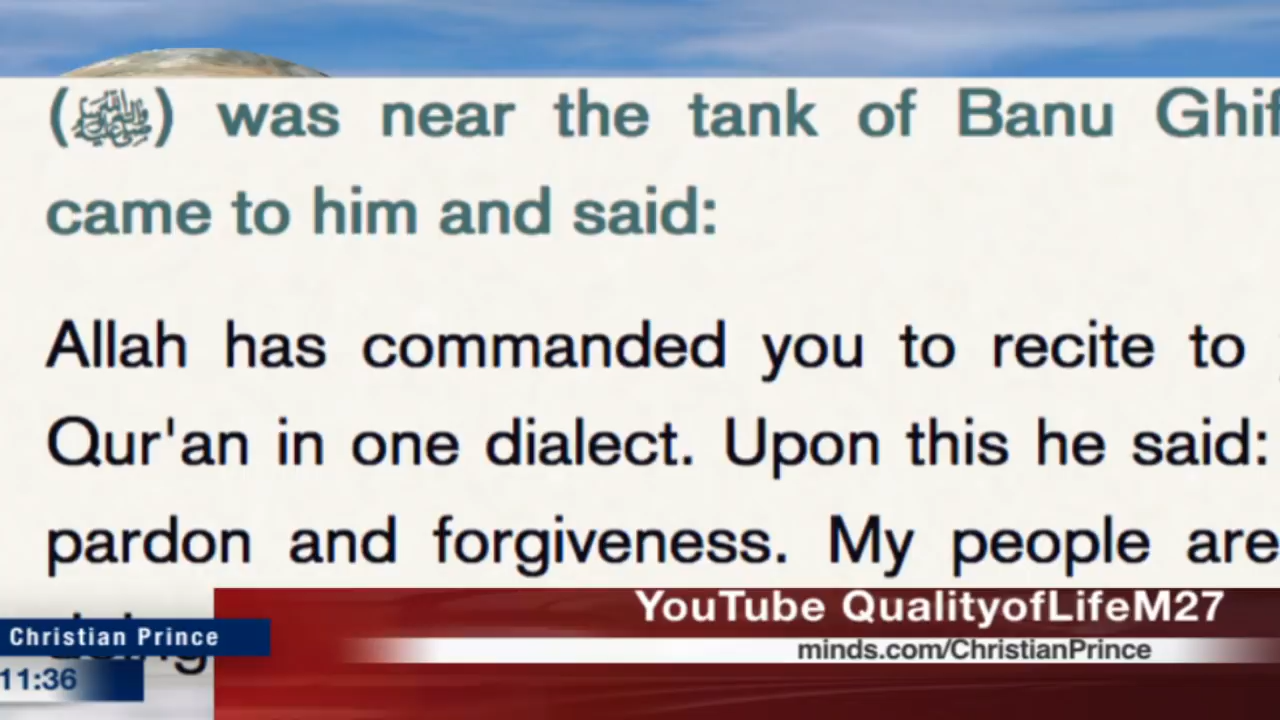 (ﷺ) was near the tank of Banu
came to him and said:
Allah has commanded you to recite to
Qur'an in one dialect. Upon this he said:
pardon and forgiveness. My people are
YouTube QualityofLifeM27
Christian Prince
minds.com/ChristianPrince
11:36